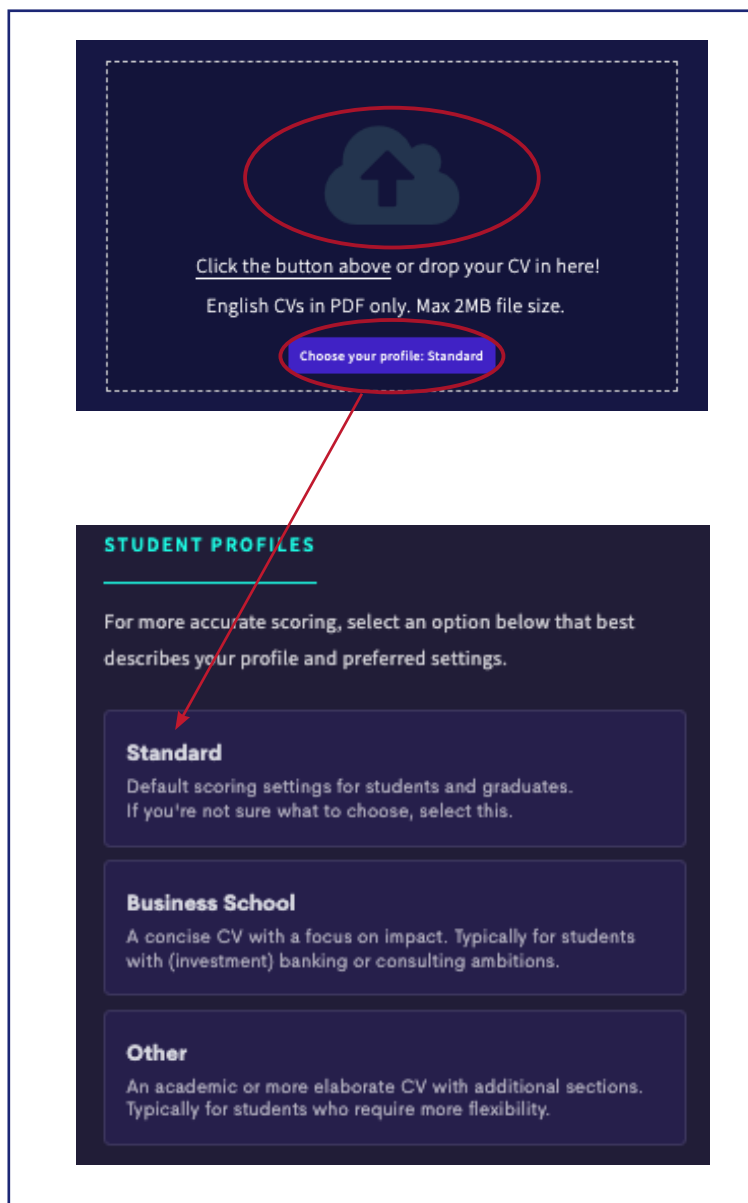 Click the button above or drop your CV in here!
English CVs in PDF only. Max 2MB file size.
Choose your profile: Standard
STUDENT PROFILES
For more accurate scoring, select an option below that best
describes your profile and preferred settings.
Standard
Default scoring settings for students and graduates.
If you're not sure what to choose, select this.
Business School
A concise CV with a focus on impact. Typically for students
with (investment) banking or consulting ambitions.
Other
An academic or more elaborate CV with additional sections.
Typically for students who require more flexibility.